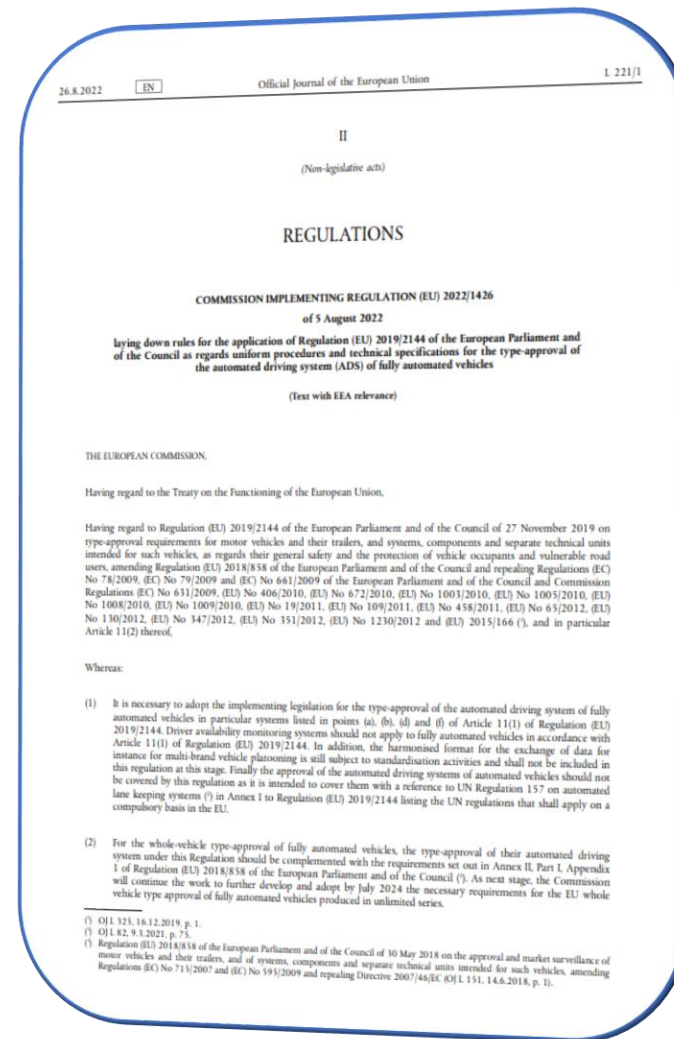 26.8.2022 EN Official Journal of the European Union L 221/1
II
(Non-legislative acts)
REGULATIONS
COMMISSION IMPLEMENTING REGULATION (EU) 2022/1426
of 5 August 2022
laying down rules for the application of Regulation (EU) 2019/2144 of the European Parliament and
of the Council as regards uniform procedures and technical specifications for the type-approval of
the automated driving system (ADS) of fully automated vehicles
(Text with EEA relevance)
THE EUROPEAN COMMISSION,
Having regard to the Treaty on the Functioning of the European Union,
Having regard to Regulation (EU) 2019/2144 of the European Parliament and of the Council of 27 November 2019 on
type-approval requirements for motor vehicles and their trailers, and systems, components and separate technical units
intended for such vehicles, as regards their general safety and the protection of vehicle occupants and vulnerable road
users, amending Regulation (EU) 2018/858 of the European Parliament and of the Council and repealing Regulations (EC)
No 78/2009, (EC) No 79/2009 and (EC) No 661/2009 of the European Parliament and of the Council and Commission
Regulations (EC) No 631/2009, (EU) No 406/2010, (EU) No 672/2010, (EU) No 1003/2010, (EU) No 1005/2010, (EU)
No 1008/2010, (EU) No 1009/2010, (EU) No 19/2011, (EU) No 109/2011, (EU) No 458/2011, (EU) No 65/2012, (EU)
No 130/2012, (EU) No 347/2012, (EU) No 351/2012, (EU) No 1230/2012 and (EU) 2015/166 (¹), and in particular
Article 11(2) thereof,
Whereas:
(1) It is necessary to adopt the implementing legislation for the type-approval of the automated driving system of fully
automated vehicles in particular systems listed in points (a), (b), (d) and (f) of Article 11(1) of Regulation (EU)
2019/2144. Driver availability monitoring systems should not apply to fully automated vehicles in accordance with
Article 11(1) of Regulation (EU) 2019/2144. In addition, the harmonised format for the exchange of data for
instance for multi-brand vehicle platooning is still subject to standardisation activities and shall not be included in
this regulation at this stage. Finally the approval of the automated driving systems of automated vehicles should not
be covered by this regulation as it is intended to cover them with a reference to UN Regulation 157 on automated
lane keeping systems (²) in Annex I to Regulation (EU) 2019/2144 listing the UN regulations that shall apply on a
compulsory basis in the EU.
(2) For the whole-vehicle type-approval of fully automated vehicles, the type-approval of their automated driving
system under this Regulation should be complemented with the requirements set out in Annex II, Part I, Appendix
1 of Regulation (EU) 2018/858 of the European Parliament and of the Council (³). As next stage, the Commission
will continue the work to further develop and adopt by July 2024 the necessary requirements for the EU whole
vehicle type approval of fully automated vehicles produced in unlimited series.
(¹) OJ L 325, 16.12.2019, p. 1.
(²) OJ L 82, 9.3.2021, p. 75.
(³) Regulation (EU) 2018/858 of the European Parliament and of the Council of 30 May 2018 on the approval and market surveillance of
motor vehicles and their trailers, and of systems, components and separate technical units intended for such vehicles, amending
Regulations (EC) No 715/2007 and (EC) No 595/2009 and repealing Directive 2007/46/EC (OJ L 151, 14.6.2018, p. 1).